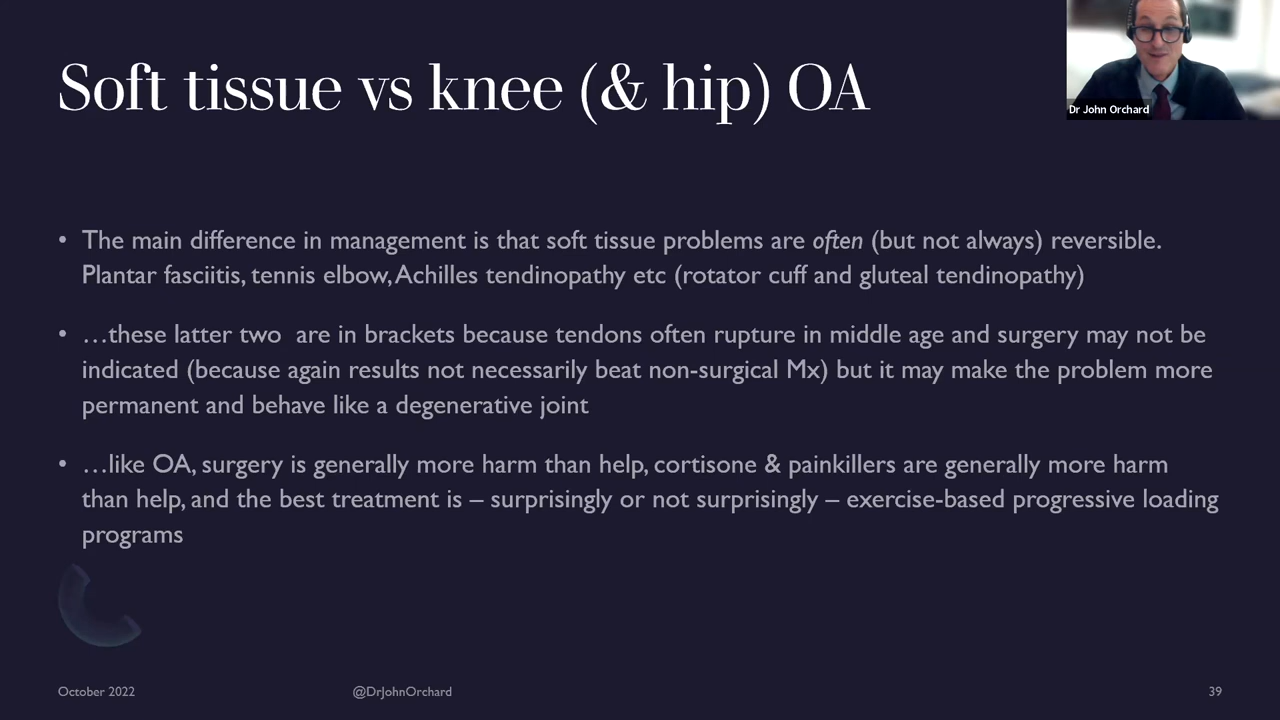 Soft tissue vs knee (& hip) OA
Dr John Orchard
• The main difference in management is that soft tissue problems are often (but not always) reversible.
Plantar fasciitis, tennis elbow, Achilles tendinopathy etc (rotator cuff and gluteal tendinopathy)
• …these latter two  are in brackets because tendons often rupture in middle age and surgery may not be
indicated (because again results not necessarily beat non-surgical Mx) but it may make the problem more
permanent and behave like a degenerative joint
• …like OA, surgery is generally more harm than help, cortisone & painkillers are generally more harm
than help, and the best treatment is – surprisingly or not surprisingly – exercise-based progressive loading
programs
October 2022
@DrJohnOrchard
39